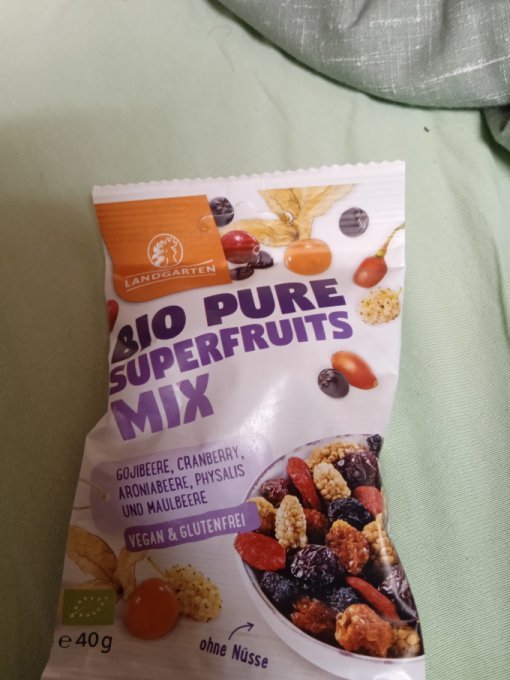 LANDGARTEN
BIO PURE
SUPERFRUITS
MIX
GOJIBEERE, CRANBERRY,
ARONIABEERE, PHYSALIS
UND MAULBEERE
VEGAN & GLUTENFREI
e 40g
ohne Nüsse